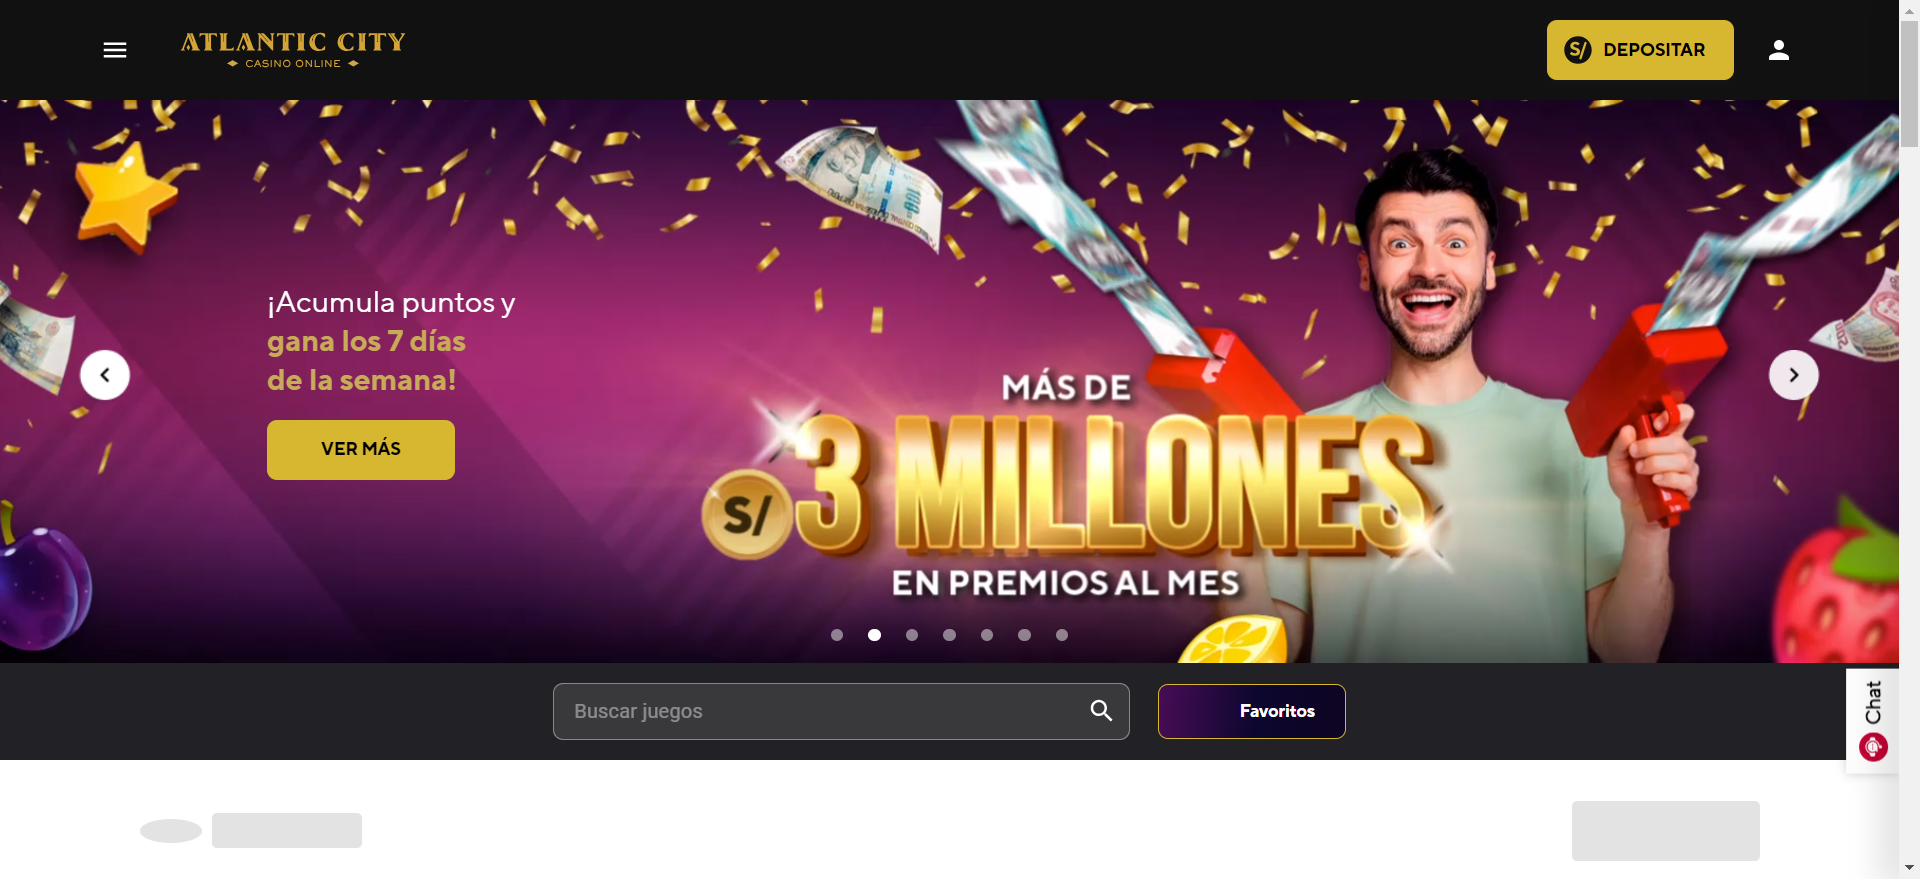 ATLANTIC CITY
CASINO ONLINE
S/ DEPOSITAR
¡Acumula puntos y
gana los 7 días
de la semana!
VER MÁS
MÁS DE
S/ 3 MILLONES
EN PREMIOS AL MES
Buscar juegos
Favoritos
Chat